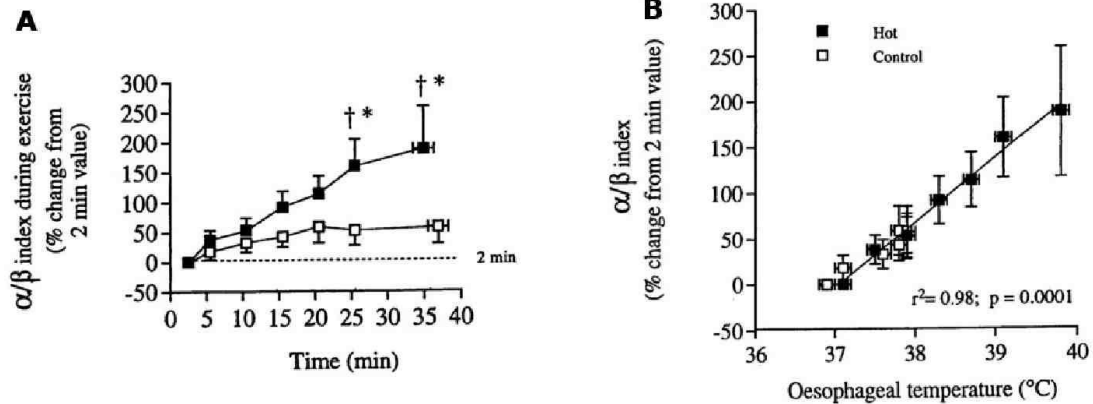 A
α/β index during exercise
(% change from
2 min value)
300
250
200
150
100
50
0
-50
† *
† *
2 min
0 5 10 15 20 25 30 35 40
Time (min)
B
α/β index
(% change from 2 min value)
300
250
200
150
100
50
0
-50
Hot
Control
r²= 0.98; p = 0.0001
36 37 38 39 40
Oesophageal temperature (°C)